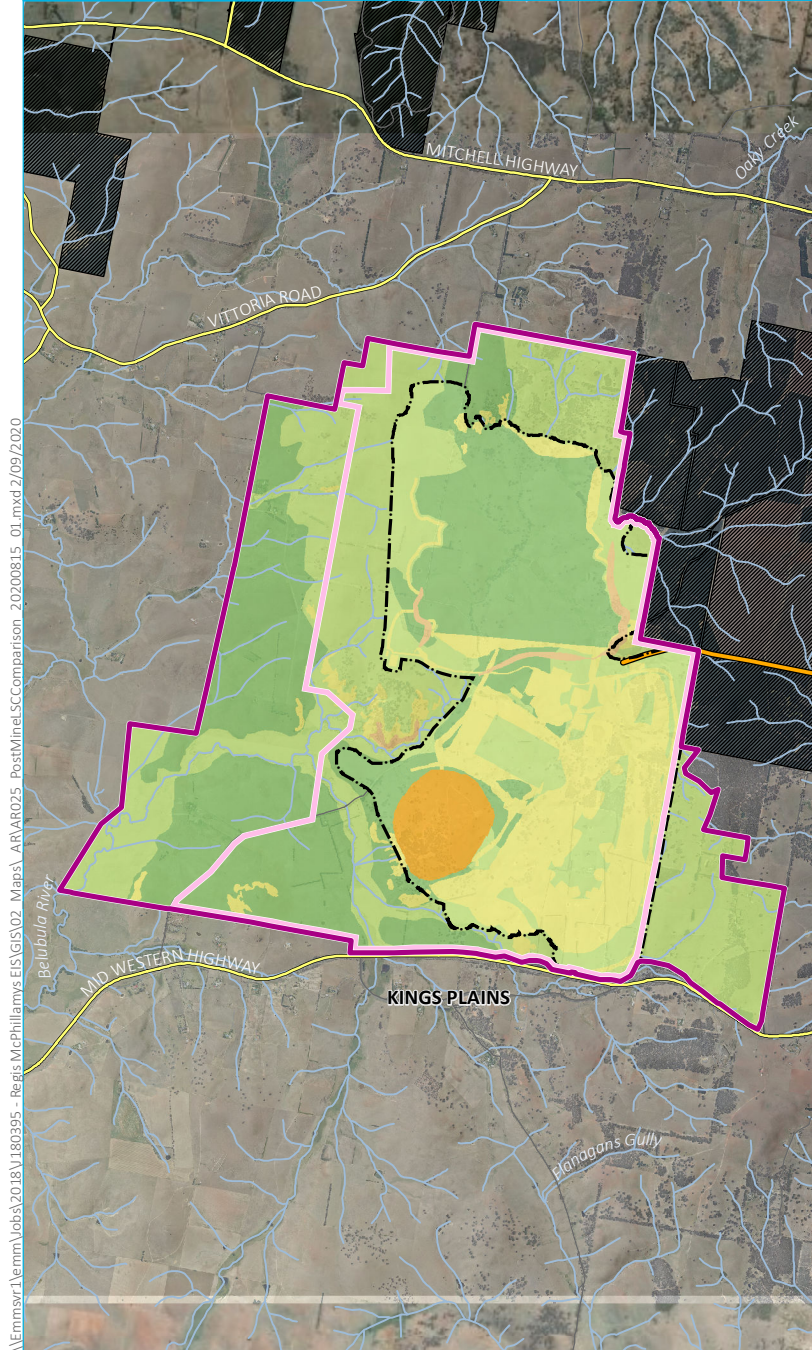 MITCHELL HIGHWAY
Oaky Creek
VITTORIA ROAD
Belubula River
MID WESTERN HIGHWAY
KINGS PLAINS
Flanagans Gully
\\Emmsvr1\emm\Jobs\2018\J180395 - Regis McPhillamys EIS\GIS\02_Maps\_AR\AR025_PostMineLSCComparison_20200815_01.mxd 2/09/2020